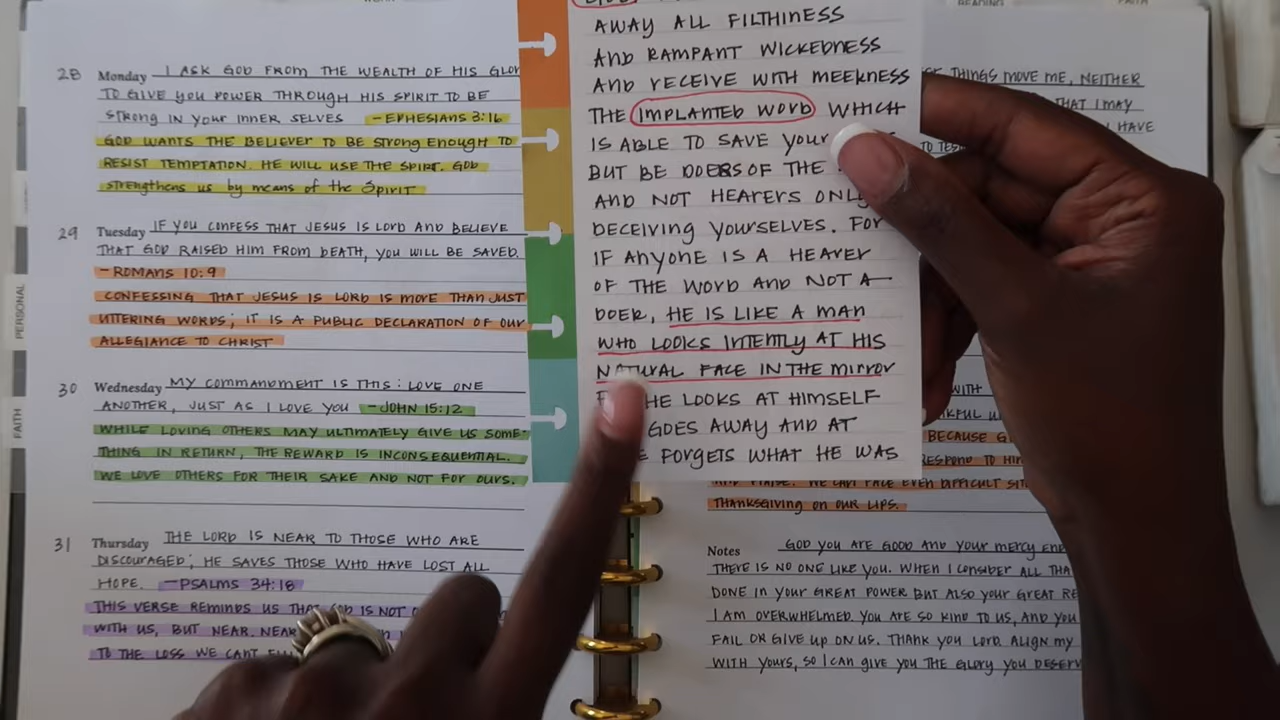 28 Monday I ASK GOD FROM THE WEALTH OF HIS
TO GIVE YOU POWER THROUGH HIS SPIRIT TO BE
STRONG IN YOUR INNER SELVES - EPHESIANS 3:16
GOD WANTS THE BELIEVER TO BE STRONG ENOUGH TO
RESIST TEMPTATION. HE WILL USE THE SPIRIT. GOD
strengthens us by means of the Spirit
29 Tuesday IF YOU CONFESS THAT JESUS IS LORD AND BELIEVE
THAT GOD RAISED HIM FROM DEATH, YOU WILL BE SAVED.
- ROMANS 10:9
CONFESSING THAT JESUS IS LORD IS MORE THAN JUST
UTTERING WORDS; IT IS A PUBLIC DECLARATION OF OUR
ALLEGIANCE TO CHRIST
30 Wednesday MY COMMANDMENT IS THIS: LOVE ONE
ANOTHER, JUST AS I LOVE YOU - JOHN 15:12
WHILE LOVING OTHERS MAY ULTIMATELY GIVE US SOME-
THING IN RETURN, THE REWARD IS INCONSEQUENTIAL.
WE LOVE OTHERS FOR THEIR SAKE AND NOT FOR OURS.
31 Thursday THE LORD IS NEAR TO THOSE WHO ARE
DISCOURAGED; HE SAVES THOSE WHO HAVE LOST ALL
HOPE. - PSALMS 34:18
THIS VERSE REMINDS US THAT GOD IS NOT
WITH US, BUT NEAR. NEAR
TO THE LOSS WE CAN'T
PERSONAL
FAITH
AWAY ALL FILTHINESS
AND RAMPANT WICKEDNESS
AND RECEIVE WITH MEEKNESS
THE IMPLANTED WORD WHICH
IS ABLE TO SAVE YOUR
BUT BE DOERS OF THE
AND NOT HEARERS ONLY
DECEIVING YOURSELVES. FOR
IF ANYONE IS A HEARER
OF THE WORD AND NOT A
DOER, HE IS LIKE A MAN
WHO LOOKS INTENTLY AT HIS
NATURAL FACE IN THE MIRROR
HE LOOKS AT HIMSELF
GOES AWAY AND AT
FORGETS WHAT HE WAS
READING
FAITH
THINGS MOVE ME, NEITHER
THAT I MAY
HAVE
WITH
BECAUSE
RESPOND TO
AND PRAISE. WE CAN FACE EVEN DIFFICULT
THANKSGIVING ON OUR LIPS.
Notes GOD YOU ARE GOOD AND YOUR MERCY
THERE IS NO ONE LIKE YOU. WHEN I CONSIDER ALL
DONE IN YOUR GREAT POWER BUT ALSO YOUR GREAT
I AM OVERWHELMED. YOU ARE SO KIND TO US, AND YOU
FAIL OR GIVE UP ON US. THANK YOU LORD. ALIGN MY
WITH YOURS, SO I CAN GIVE YOU THE GLORY YOU